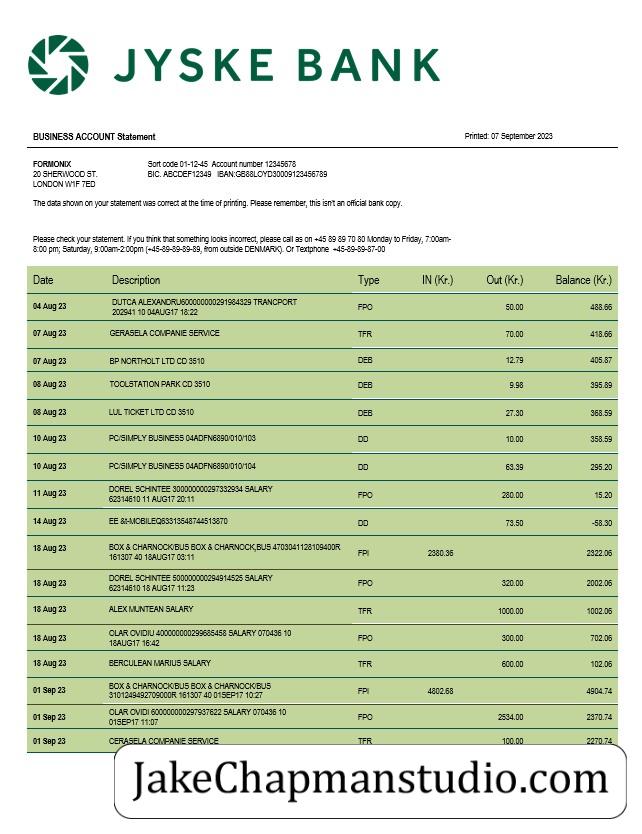 JYSKE BANK
BUSINESS ACCOUNT Statement Printed: 07 September 2023
FORMONIX Sort code 01-12-45 Account number 12345678
20 SHERWOOD ST. BIC. ABCDEF12349 IBAN:GB88LOYD30009123456789
LONDON W1F 7ED
The data shown on your statement was correct at the time of printing. Please remember, this isn't an official bank copy.
Please check your statement. If you think that something looks incorrect, please call as on +45 89 89 70 80 Monday to Friday, 7:00am-
8:00 pm; Saturday, 9:00am-2:00pm (+45-89-89-89-89, from outside DENMARK). Or Textphone +45-89-89-87-00
Date Description Type IN (Kr.) Out (Kr.) Balance (Kr.)
04 Aug 23 DUTCA ALEXANDRU600000000291984329 TRANCPORT FPO 50.00 488.66
202941 10 04AUG17 18:22
07 Aug 23 GERASELA COMPANIE SERVICE TFR 70.00 418.66
07 Aug 23 BP NORTHOLT LTD CD 3510 DEB 12.79 405.87
08 Aug 23 TOOLSTATION PARK CD 3510 DEB 9.98 395.89
08 Aug 23 LUL TICKET LTD CD 3510 DEB 27.30 368.59
10 Aug 23 PC/SIMPLY BUSINESS 04ADFN6890/010/103 DD 10.00 358.59
10 Aug 23 PC/SIMPLY BUSINESS 04ADFN6890/010/104 DD 63.39 295.20
11 Aug 23 DOREL SCHINTEE 300000000297332934 SALARY FPO 280.00 15.20
62314610 11 AUG17 20:11
14 Aug 23 EE &t-MOBILEQ63313548744513870 DD 73.50 -58.30
18 Aug 23 BOX & CHARNOCK/BUS BOX & CHARNOCK,BUS 4703041128109400R FPI 2380.36 2322.06
161307 40 18AUG17 03:11
18 Aug 23 DOREL SCHINTEE 500000000294914525 SALARY FPO 320.00 2002.06
62314610 18 AUG17 11:23
18 Aug 23 ALEX MUNTEAN SALARY TFR 1000.00 1002.06
18 Aug 23 OLAR OVIDIU 400000000299685458 SALARY 070436 10 FPO 300.00 702.06
18AUG17 16:42
18 Aug 23 BERCULEAN MARIUS SALARY TFR 600.00 102.06
01 Sep 23 BOX & CHARNOCK/BUS BOX & CHARNOCK/BUS FPI 4802.68 4904.74
3101249492709000R 161307 40 01SEP17 10:27
01 Sep 23 OLAR OVIDI 600000000297937622 SALARY 070436 10 FPO 2534.00 2370.74
01SEP17 11:07
01 Sep 23 CERASELA COMPANIE SERVICE TFR 100.00 2270.74
JakeChapmanstudio.com